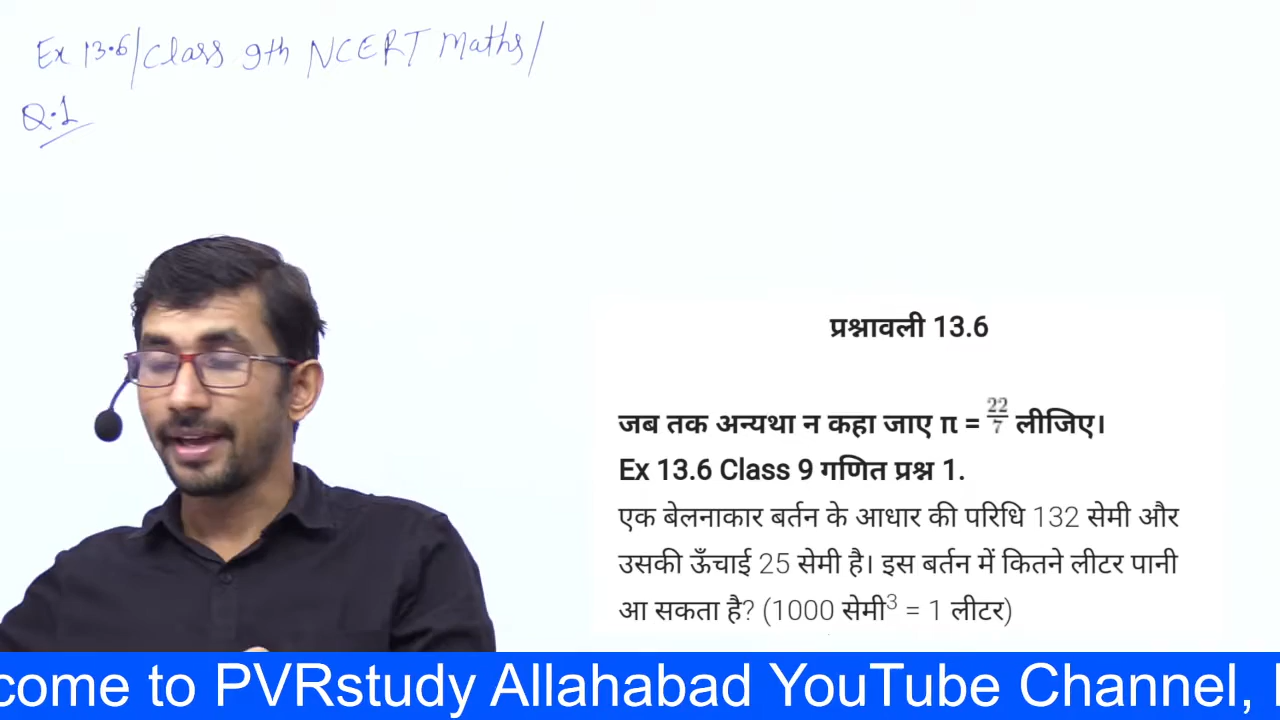 Ex 13.6/Class 9th NCERT Maths/
Q.1
प्रश्नावली 13.6
जब तक अन्यथा न कहा जाए π = 22/7 लीजिए।
Ex 13.6 Class 9 गणित प्रश्न 1.
एक बेलनाकार बर्तन के आधार की परिधि 132 सेमी और
उसकी ऊँचाई 25 सेमी है। इस बर्तन में कितने लीटर पानी
आ सकता है? (1000 सेमी³ = 1 लीटर)
come to PVRstudy Allahabad YouTube Channel,